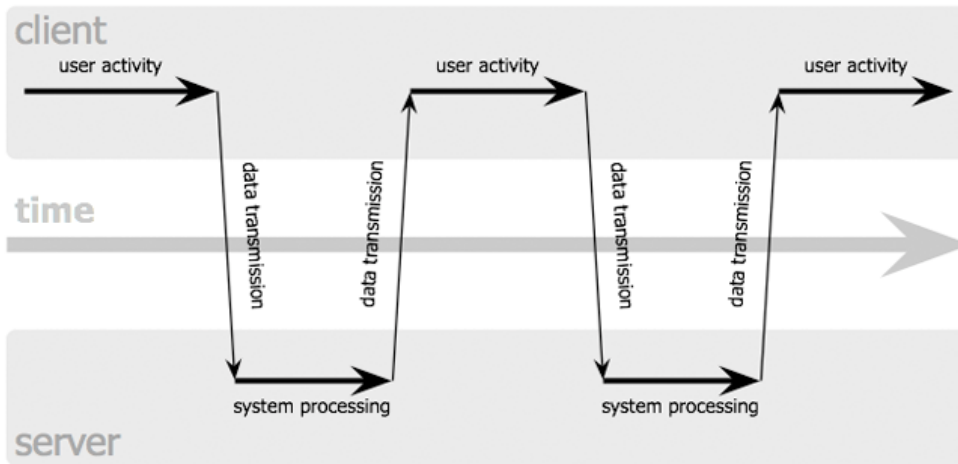 client
user activity
user activity
user activity
data transmission
data transmission
data transmission
data transmission
time
system processing
system processing
server